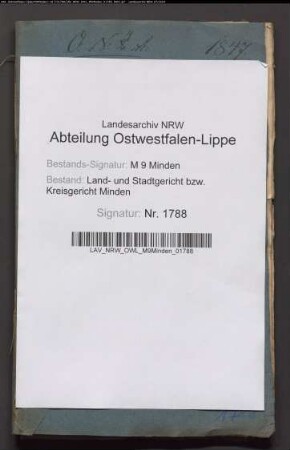 1847
Landesarchiv NRW
Abteilung Ostwestfalen-Lippe
Bestands-Signatur: M 9 Minden
Bestand: Land- und Stadtgericht bzw.
Kreisgericht Minden
Signatur: Nr. 1788
LAV_NRW_OWL_M9Minden_01788